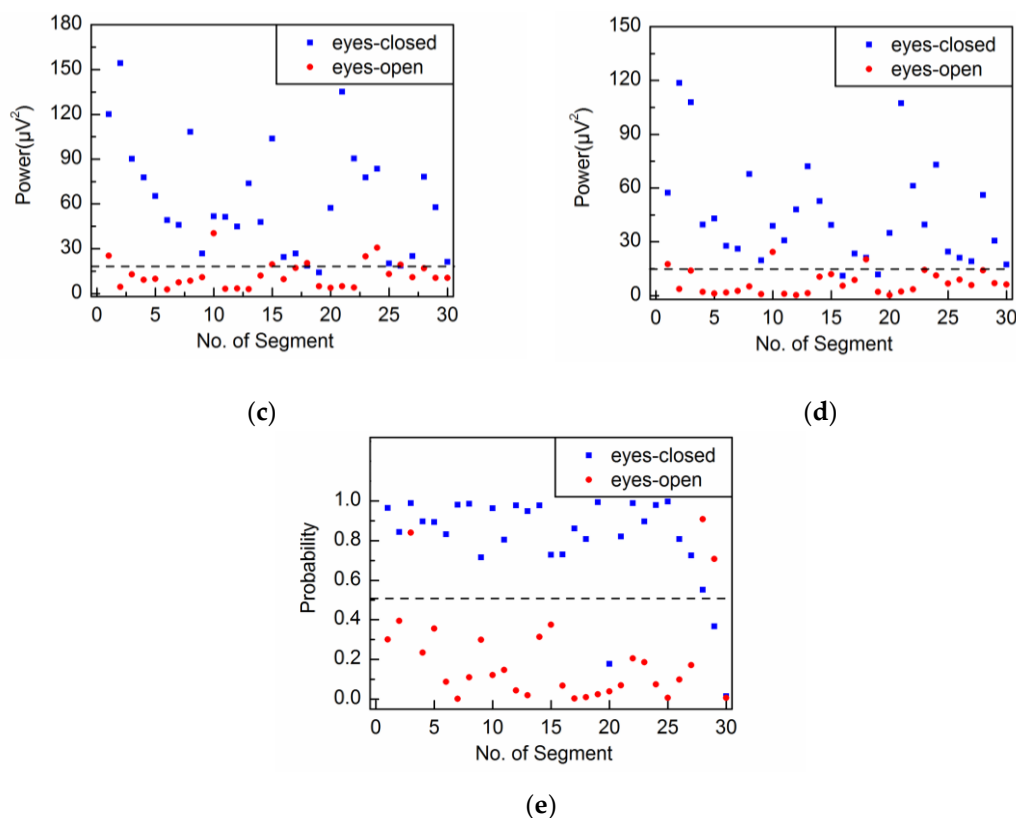 180
150
120
90
60
30
0
Power(µV²)
eyes-closed
eyes-open
0 5 10 15 20 25 30
No. of Segment
(c)
150
120
90
60
30
0
Power(µV²)
eyes-closed
eyes-open
0 5 10 15 20 25 30
No. of Segment
(d)
1.0
0.8
0.6
0.4
0.2
0.0
Probability
eyes-closed
eyes-open
0 5 10 15 20 25 30
No. of Segment
(e)